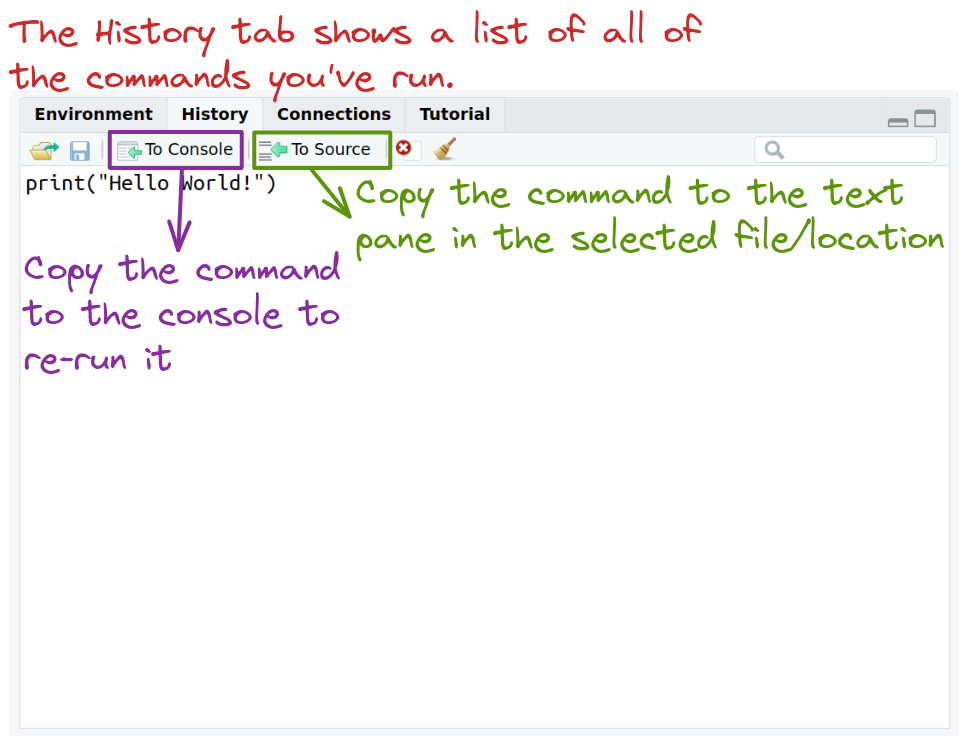 The History tab shows a list of all of
the commands you've run.
Environment History Connections Tutorial
To Console To Source
print("Hello World!")
Copy the command to the text
pane in the selected file/location
Copy the command
to the console to
re-run it